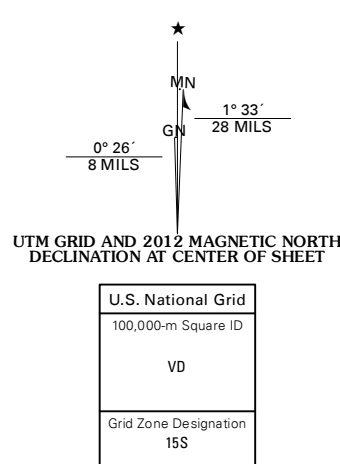 ★
MN
1° 33´
28 MILS
GN
0° 26´
8 MILS
UTM GRID AND 2012 MAGNETIC NORTH
DECLINATION AT CENTER OF SHEET
U.S. National Grid
100,000-m Square ID
VD
Grid Zone Designation
15S